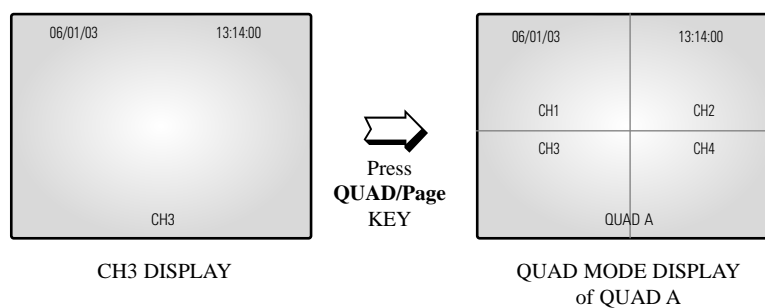 06/01/03 13:14:00
CH3
CH3 DISPLAY
Press
QUAD/Page
KEY
06/01/03 13:14:00
CH1 CH2
CH3 CH4
QUAD A
QUAD MODE DISPLAY
of QUAD A